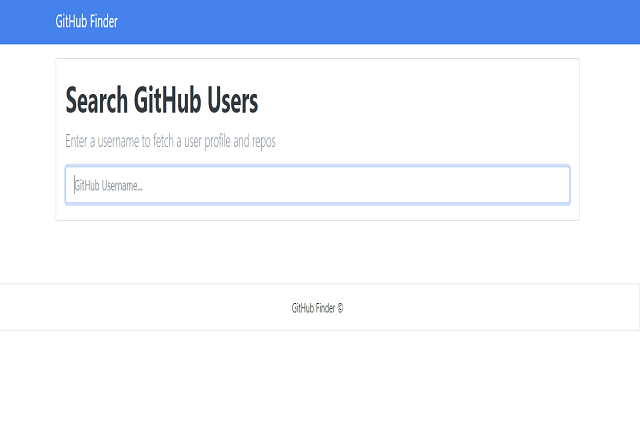 GitHub Finder
Search GitHub Users
Enter a username to fetch a user profile and repos
GitHub Username...
GitHub Finder ©